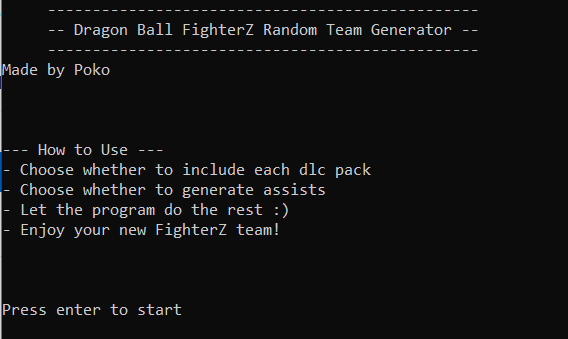 -----------------------------------------------
-- Dragon Ball FighterZ Random Team Generator --
-----------------------------------------------
Made by Poko
--- How to Use ---
- Choose whether to include each dlc pack
- Choose whether to generate assists
- Let the program do the rest :)
- Enjoy your new FighterZ team!
Press enter to start